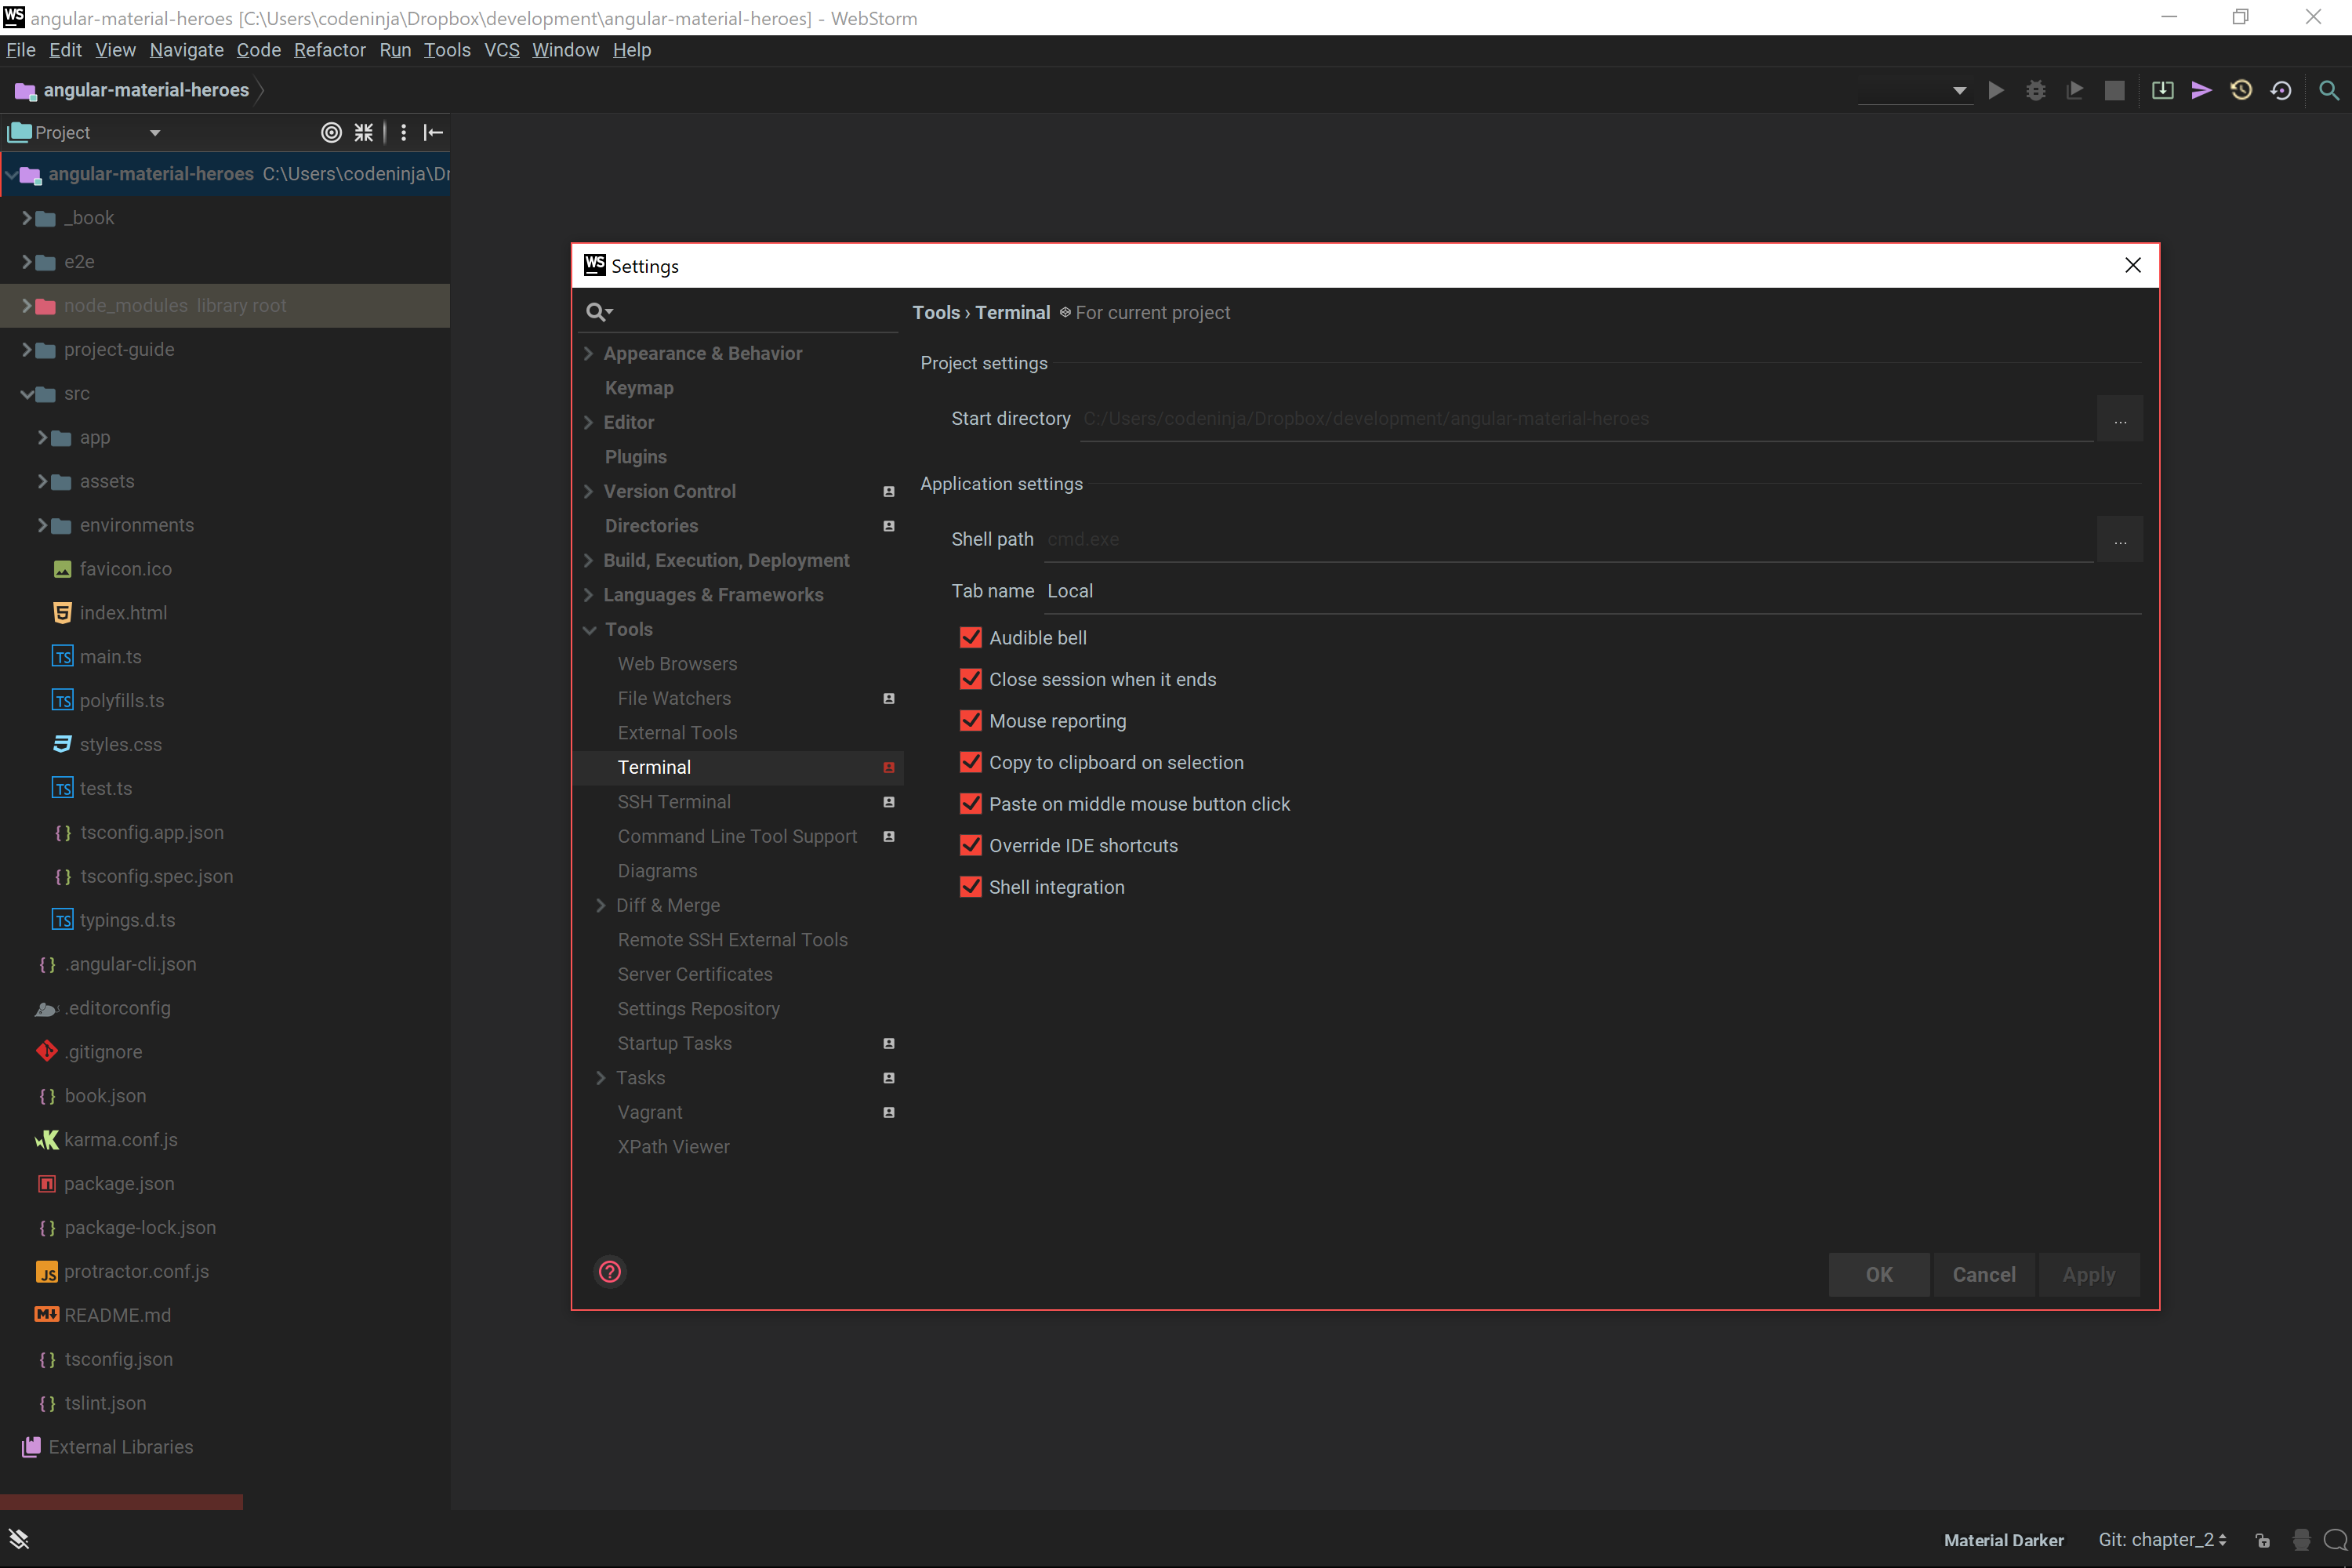 WS angular-material-heroes [C:\Users\codeninja\Dropbox\development\angular-material-heroes] - WebStorm
File Edit View Navigate Code Refactor Run Tools VCS Window Help
angular-material-heroes
Project
angular-material-heroes C:\Users\codeninja\Dr
_book
e2e
node_modules library root
project-guide
src
app
assets
environments
favicon.ico
index.html
TS main.ts
TS polyfills.ts
styles.css
TS test.ts
{ } tsconfig.app.json
{ } tsconfig.spec.json
TS typings.d.ts
{ } .angular-cli.json
.editorconfig
.gitignore
{ } book.json
karma.conf.js
package.json
{ } package-lock.json
JS protractor.conf.js
README.md
{ } tsconfig.json
{ } tslint.json
External Libraries
WS Settings
Appearance & Behavior
Keymap
Editor
Plugins
Version Control
Directories
Build, Execution, Deployment
Languages & Frameworks
Tools
Web Browsers
File Watchers
External Tools
Terminal
SSH Terminal
Command Line Tool Support
Diagrams
Diff & Merge
Remote SSH External Tools
Server Certificates
Settings Repository
Startup Tasks
Tasks
Vagrant
XPath Viewer
Tools › Terminal For current project
Project settings
Start directory C:/Users/codeninja/Dropbox/development/angular-material-heroes ...
Application settings
Shell path cmd.exe ...
Tab name Local
Audible bell
Close session when it ends
Mouse reporting
Copy to clipboard on selection
Paste on middle mouse button click
Override IDE shortcuts
Shell integration
? OK Cancel Apply
Material Darker Git: chapter_2